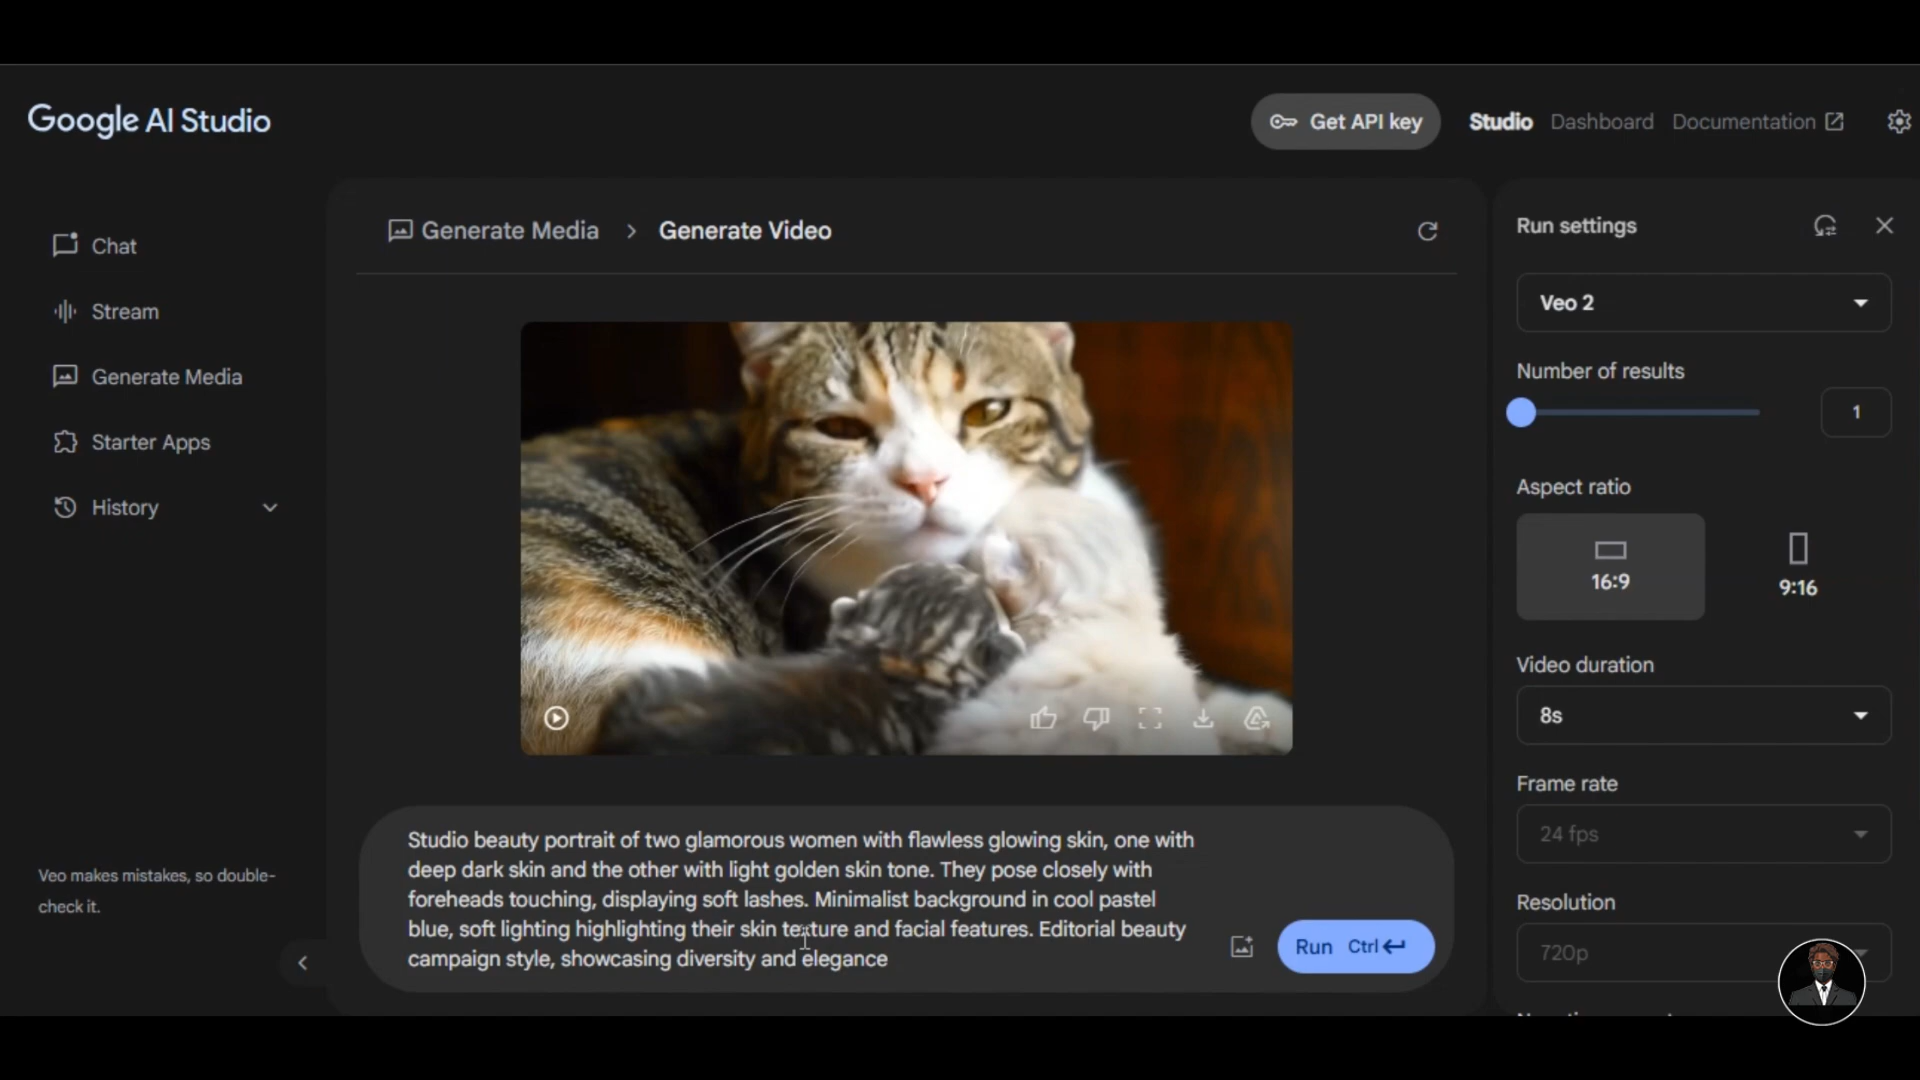 Google AI Studio
Get API key
Studio
Dashboard
Documentation
Chat
Stream
Generate Media
Starter Apps
History
Veo makes mistakes, so double-
check it.
Generate Media > Generate Video
Studio beauty portrait of two glamorous women with flawless glowing skin, one with
deep dark skin and the other with light golden skin tone. They pose closely with
foreheads touching, displaying soft lashes. Minimalist background in cool pastel
blue, soft lighting highlighting their skin texture and facial features. Editorial beauty
campaign style, showcasing diversity and elegance
Run Ctrl
Run settings
Veo 2
Number of results
1
Aspect ratio
16:9
9:16
Video duration
8s
Frame rate
24 fps
Resolution
720p